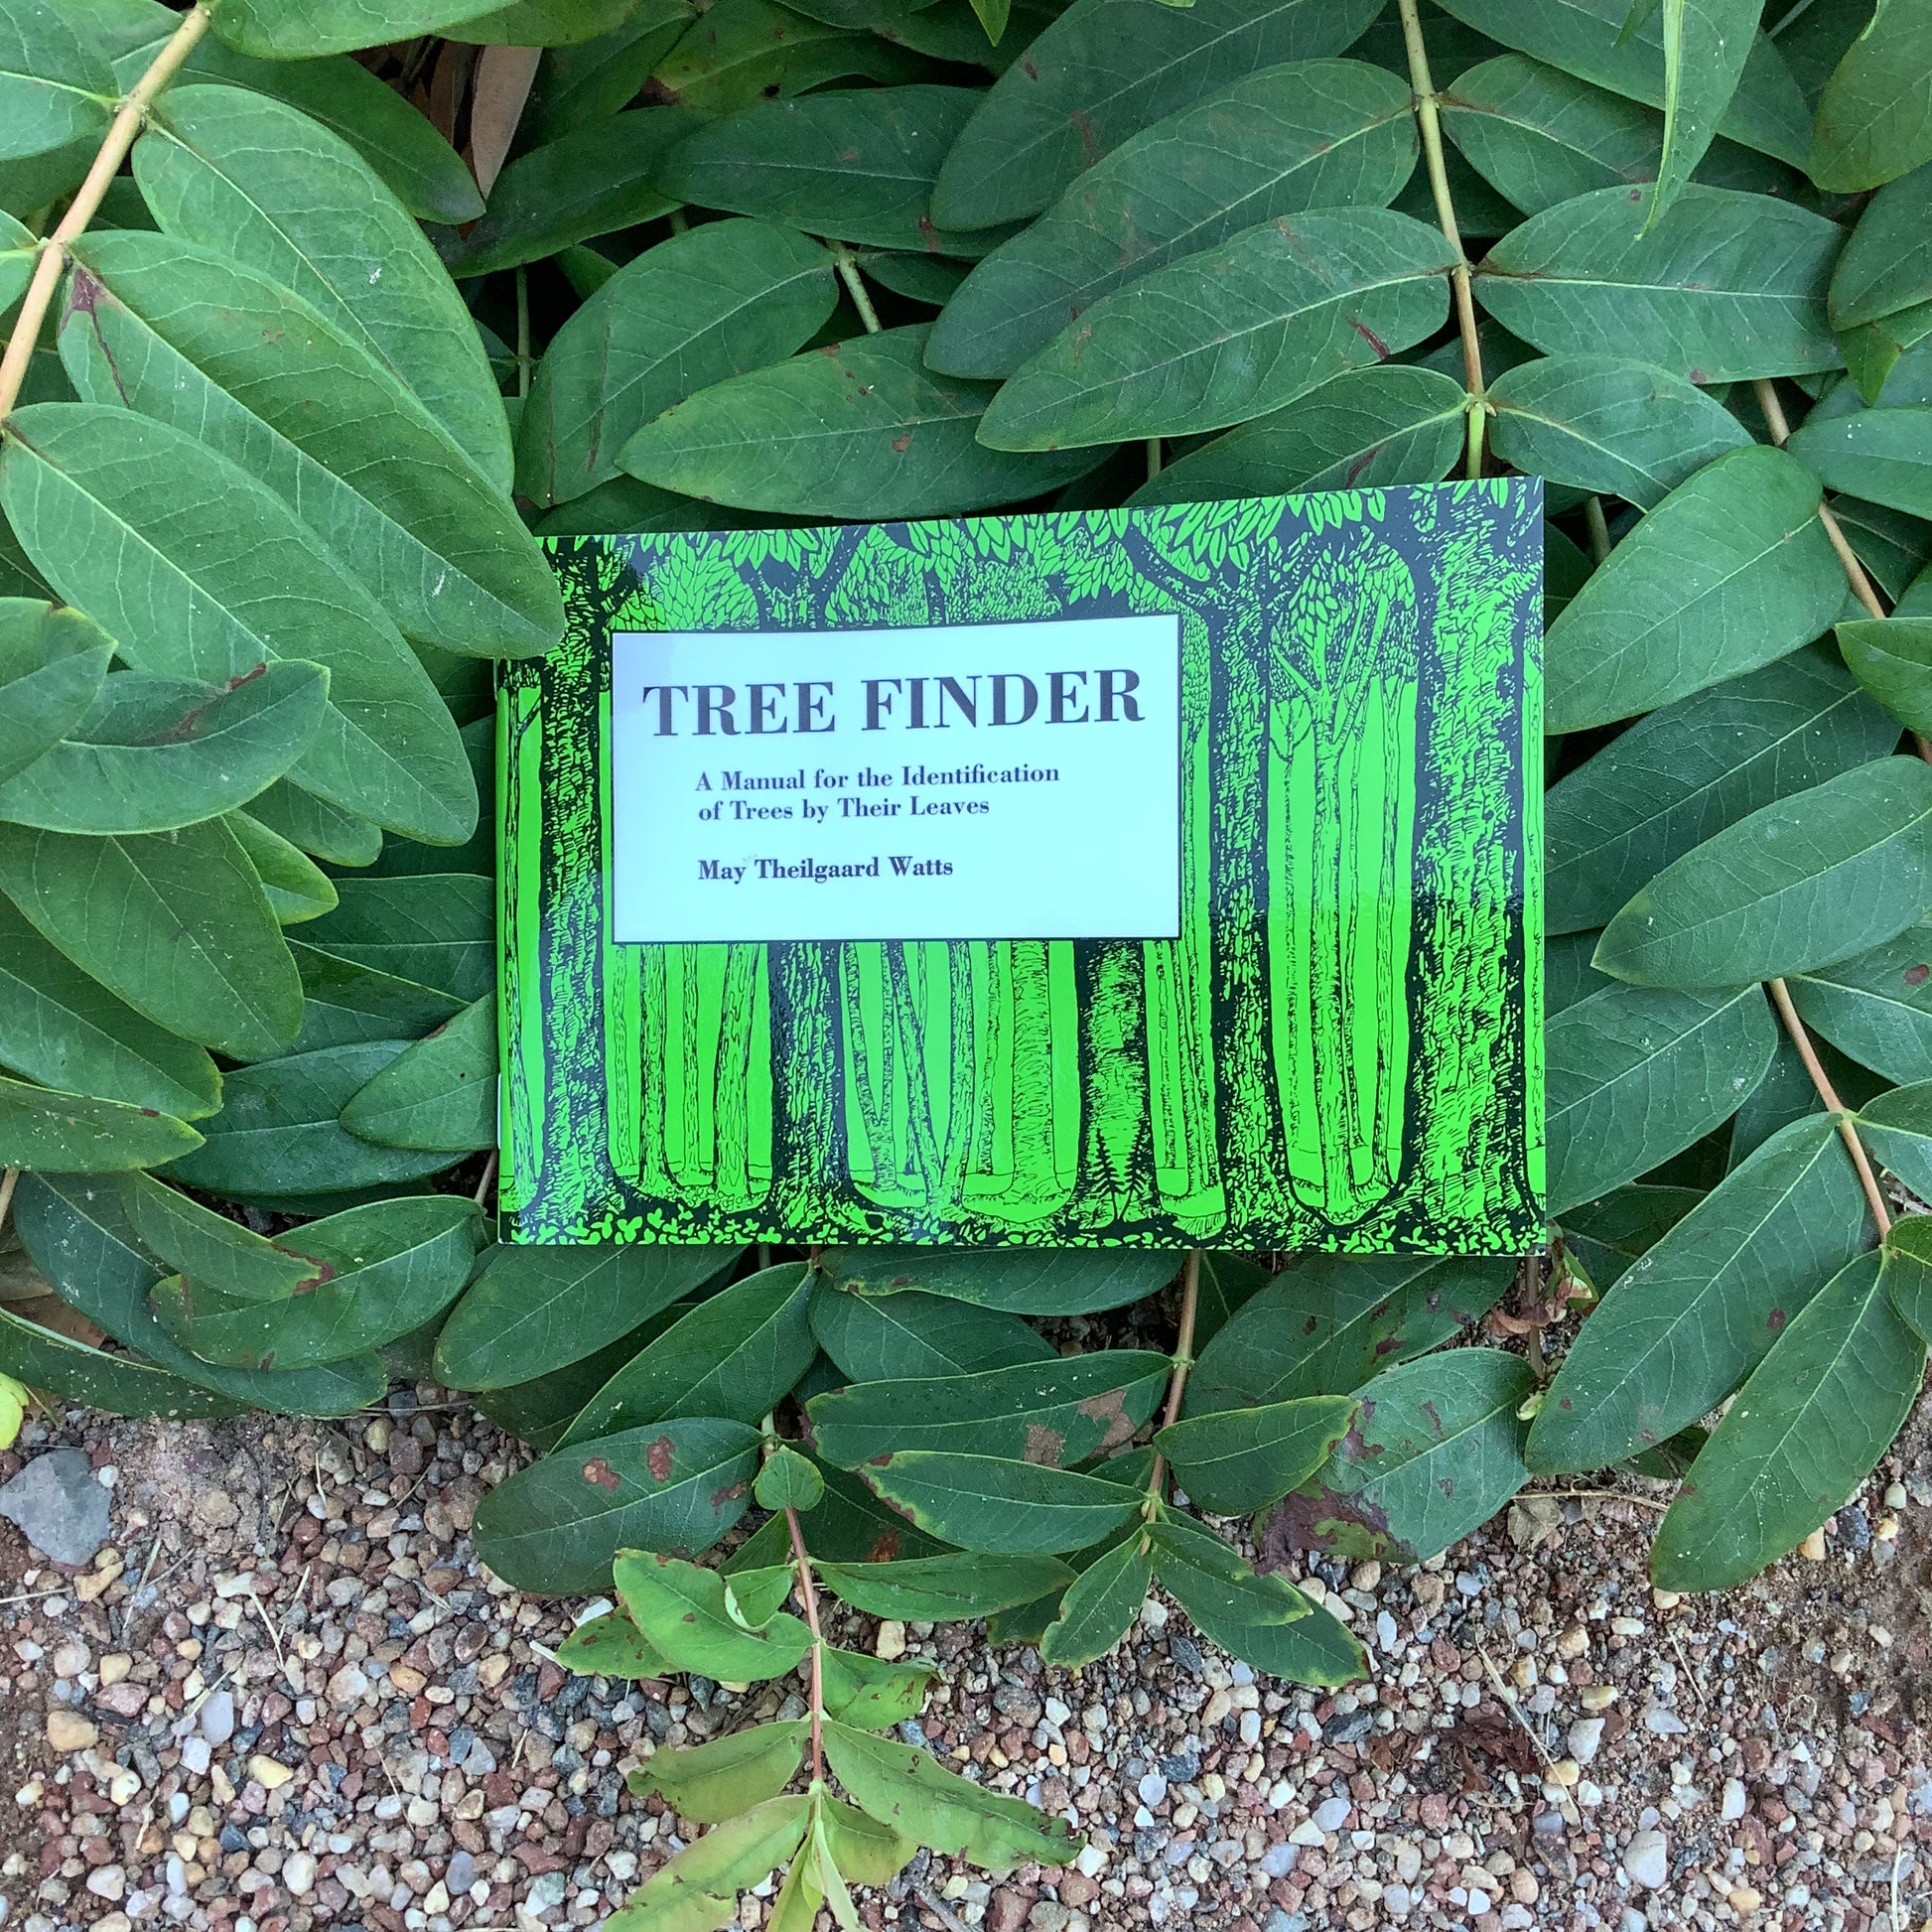 TREE FINDER
A Manual for the Identification
of Trees by Their Leaves
May Theilgaard Watts